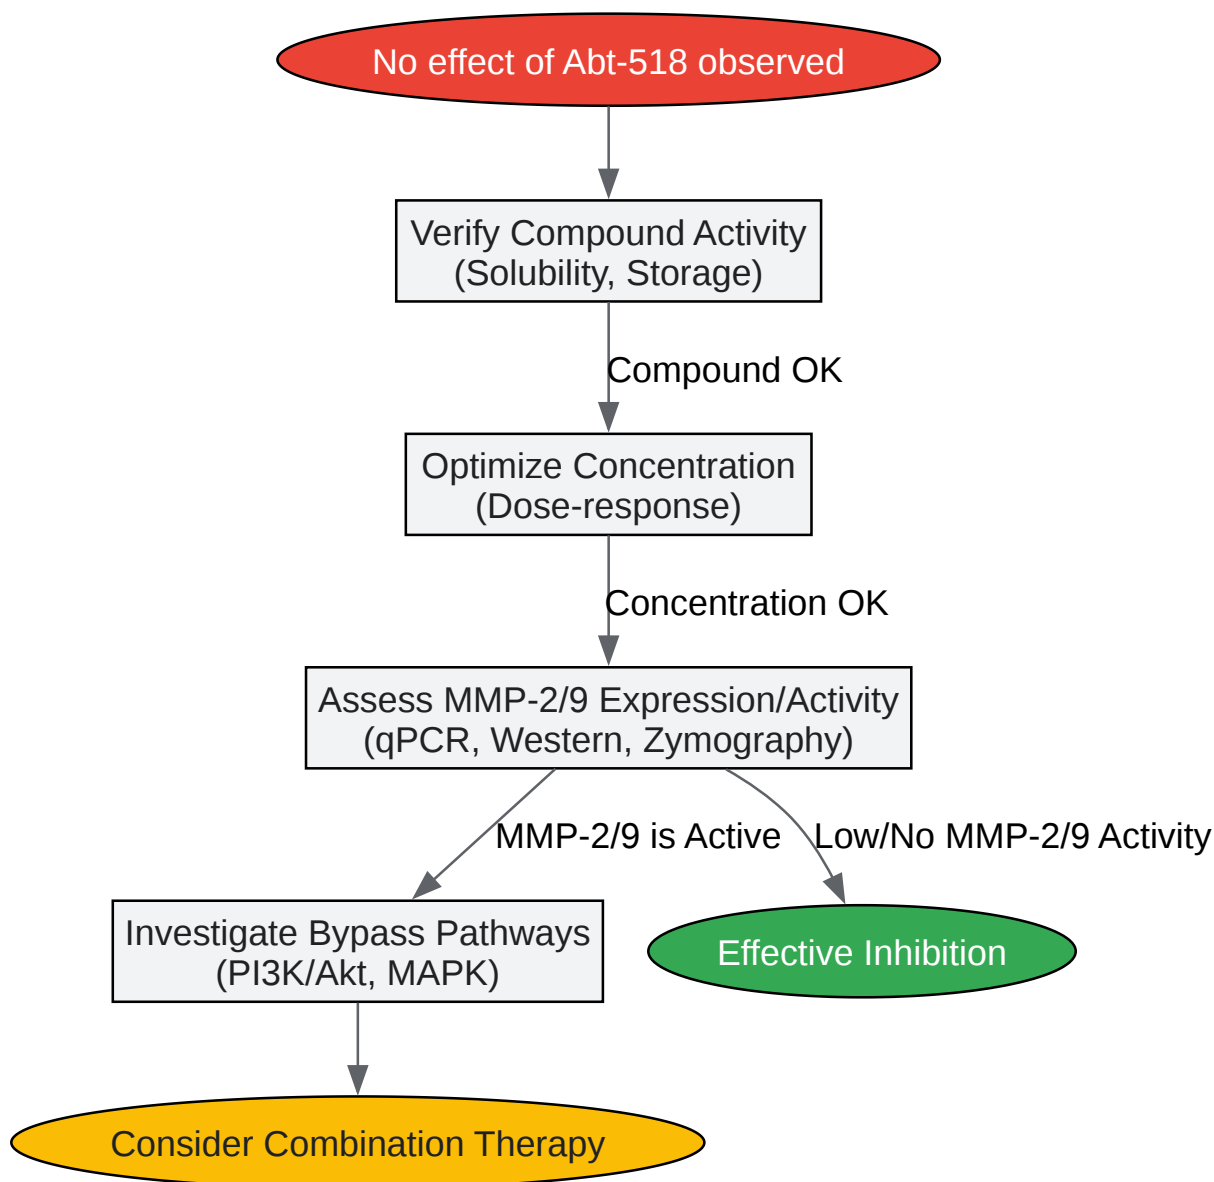 No effect of Abt-518 observed
Verify Compound Activity
(Solubility, Storage)
Compound OK
Optimize Concentration
(Dose-response)
Concentration OK
Assess MMP-2/9 Expression/Activity
(qPCR, Western, Zymography)
MMP-2/9 is Active
Low/No MMP-2/9 Activity
Investigate Bypass Pathways
(PI3K/Akt, MAPK)
Effective Inhibition
Consider Combination Therapy